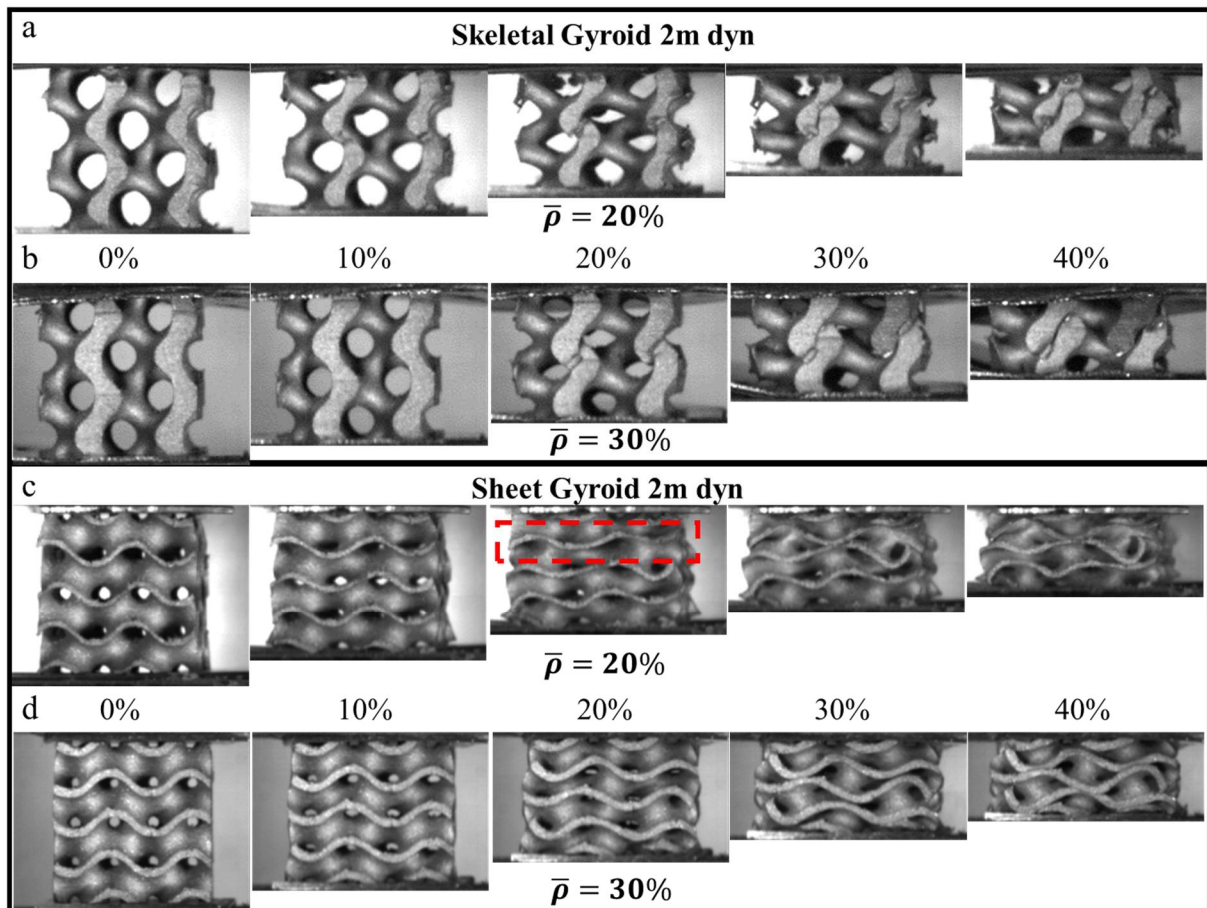 a
Skeletal Gyroid 2m dyn
ρ̅ = 20%
b 0% 10% 20% 30% 40%
ρ̅ = 30%
c
Sheet Gyroid 2m dyn
ρ̅ = 20%
d 0% 10% 20% 30% 40%
ρ̅ = 30%